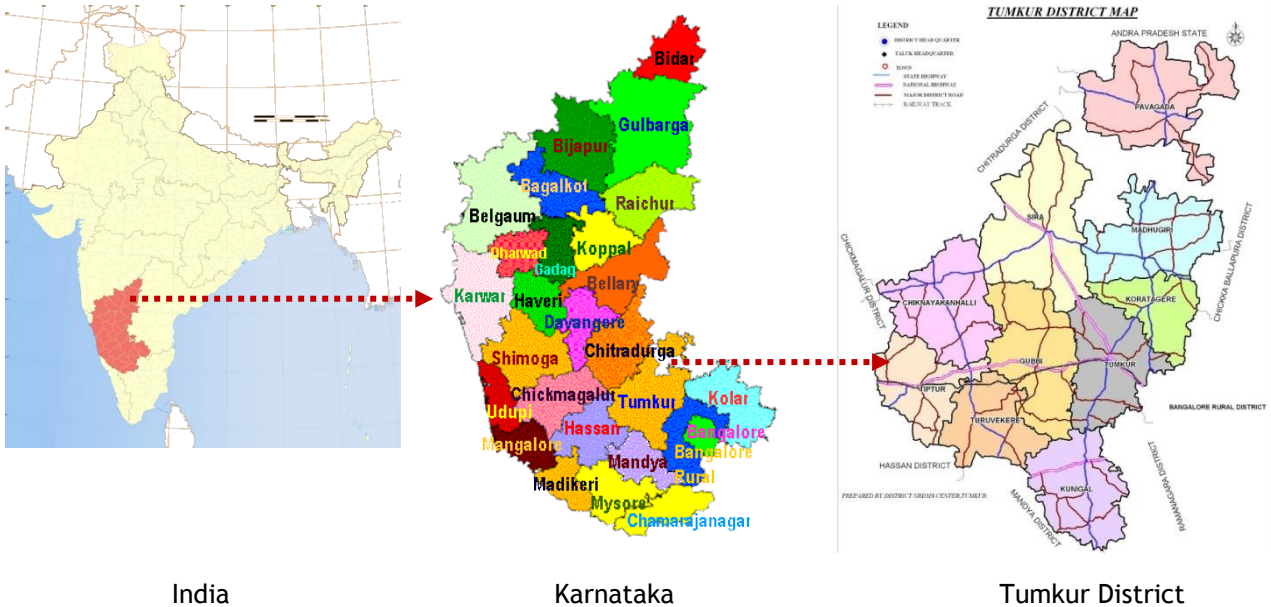 Bidar
Gulbarga
Bijapur
Bagalkot
Raichur
Belgaum
Koppal
Dharwad
Gadag
Bellary
Karwar
Haveri
Davangore
Chitradurga
Shimoga
Chickmagalur
Tumkur
Kolar
Udupi
Hassan
Bangalore
Mangalore
Mandya
Bangalore
Rural
Madikeri
Mysore
Chamarajanagar
TUMKUR DISTRICT MAP
LEGEND
DISTRICT HEAD QUARTER
TALUK HEADQUARTER
TOWN
STATE HIGHWAY
NATIONAL HIGHWAY
MAJOR DISTRICT ROAD
RAILWAY TRACK
ANDRA PRADESH STATE
PAVAGADA
CHITRADURGA DISTRICT
SIRA
MADHUGIRI
CHICKMAGALUR DISTRICT
CHICKKA BALLAPURA DISTRICT
CHIKNAYAKANHALLI
KORATAGERE
GUBBI
TUMKUR
TIPTUR
TURUVEKERE
BANGALORE RURAL DISTRICT
HASSAN DISTRICT
KUNIGAL
RAMANAGARA DISTRICT
MANDYA DISTRICT
PREPARED BY DISTRICT NRDMS CENTER,TUMKUR
India
Karnataka
Tumkur District